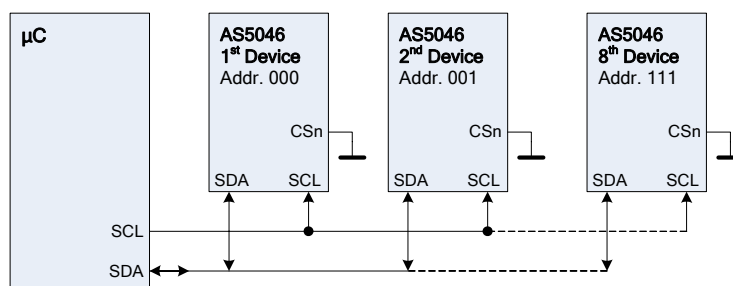 µC
AS5046
1st Device
Addr. 000
CSn
SDA SCL
AS5046
2nd Device
Addr. 001
CSn
SDA SCL
AS5046
8th Device
Addr. 111
CSn
SDA SCL
SCL
SDA